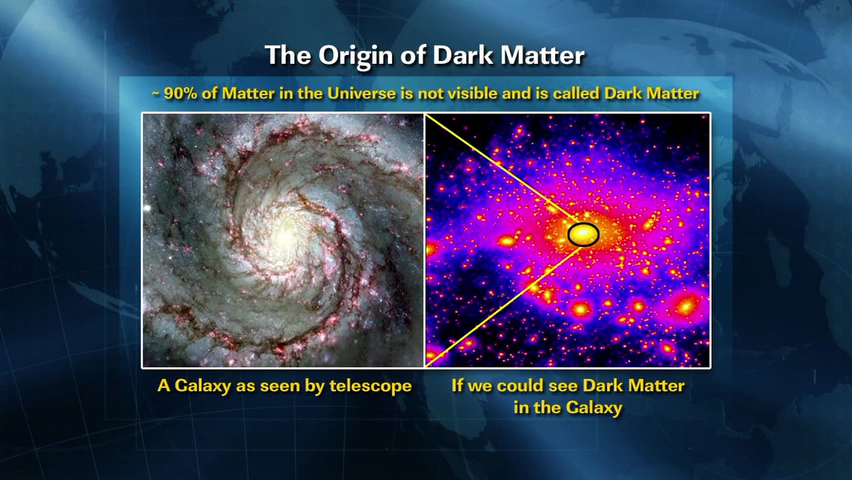 The Origin of Dark Matter
~ 90% of Matter in the Universe is not visible and is called Dark Matter
A Galaxy as seen by telescope
If we could see Dark Matter
in the Galaxy